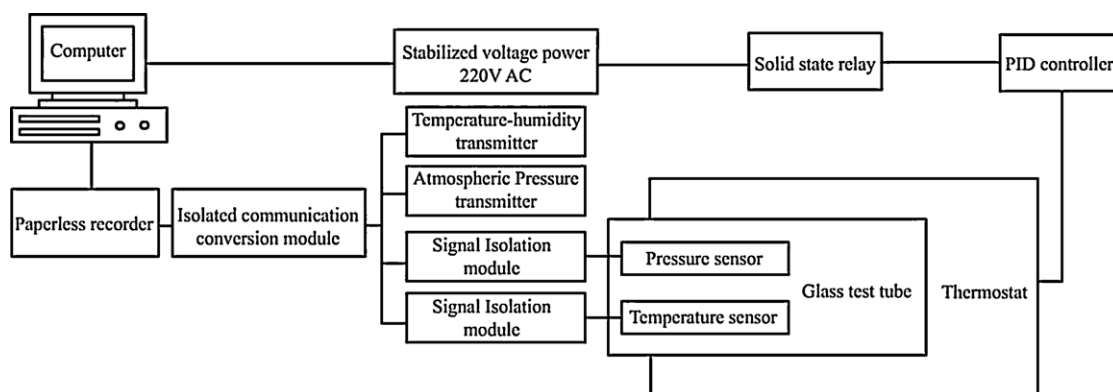 Computer
Stabilized voltage power
220V AC
Solid state relay
PID controller
Temperature-humidity
transmitter
Atmospheric Pressure
transmitter
Paperless recorder
Isolated communication
conversion module
Signal Isolation
module
Pressure sensor
Glass test tube
Thermostat
Signal Isolation
module
Temperature sensor